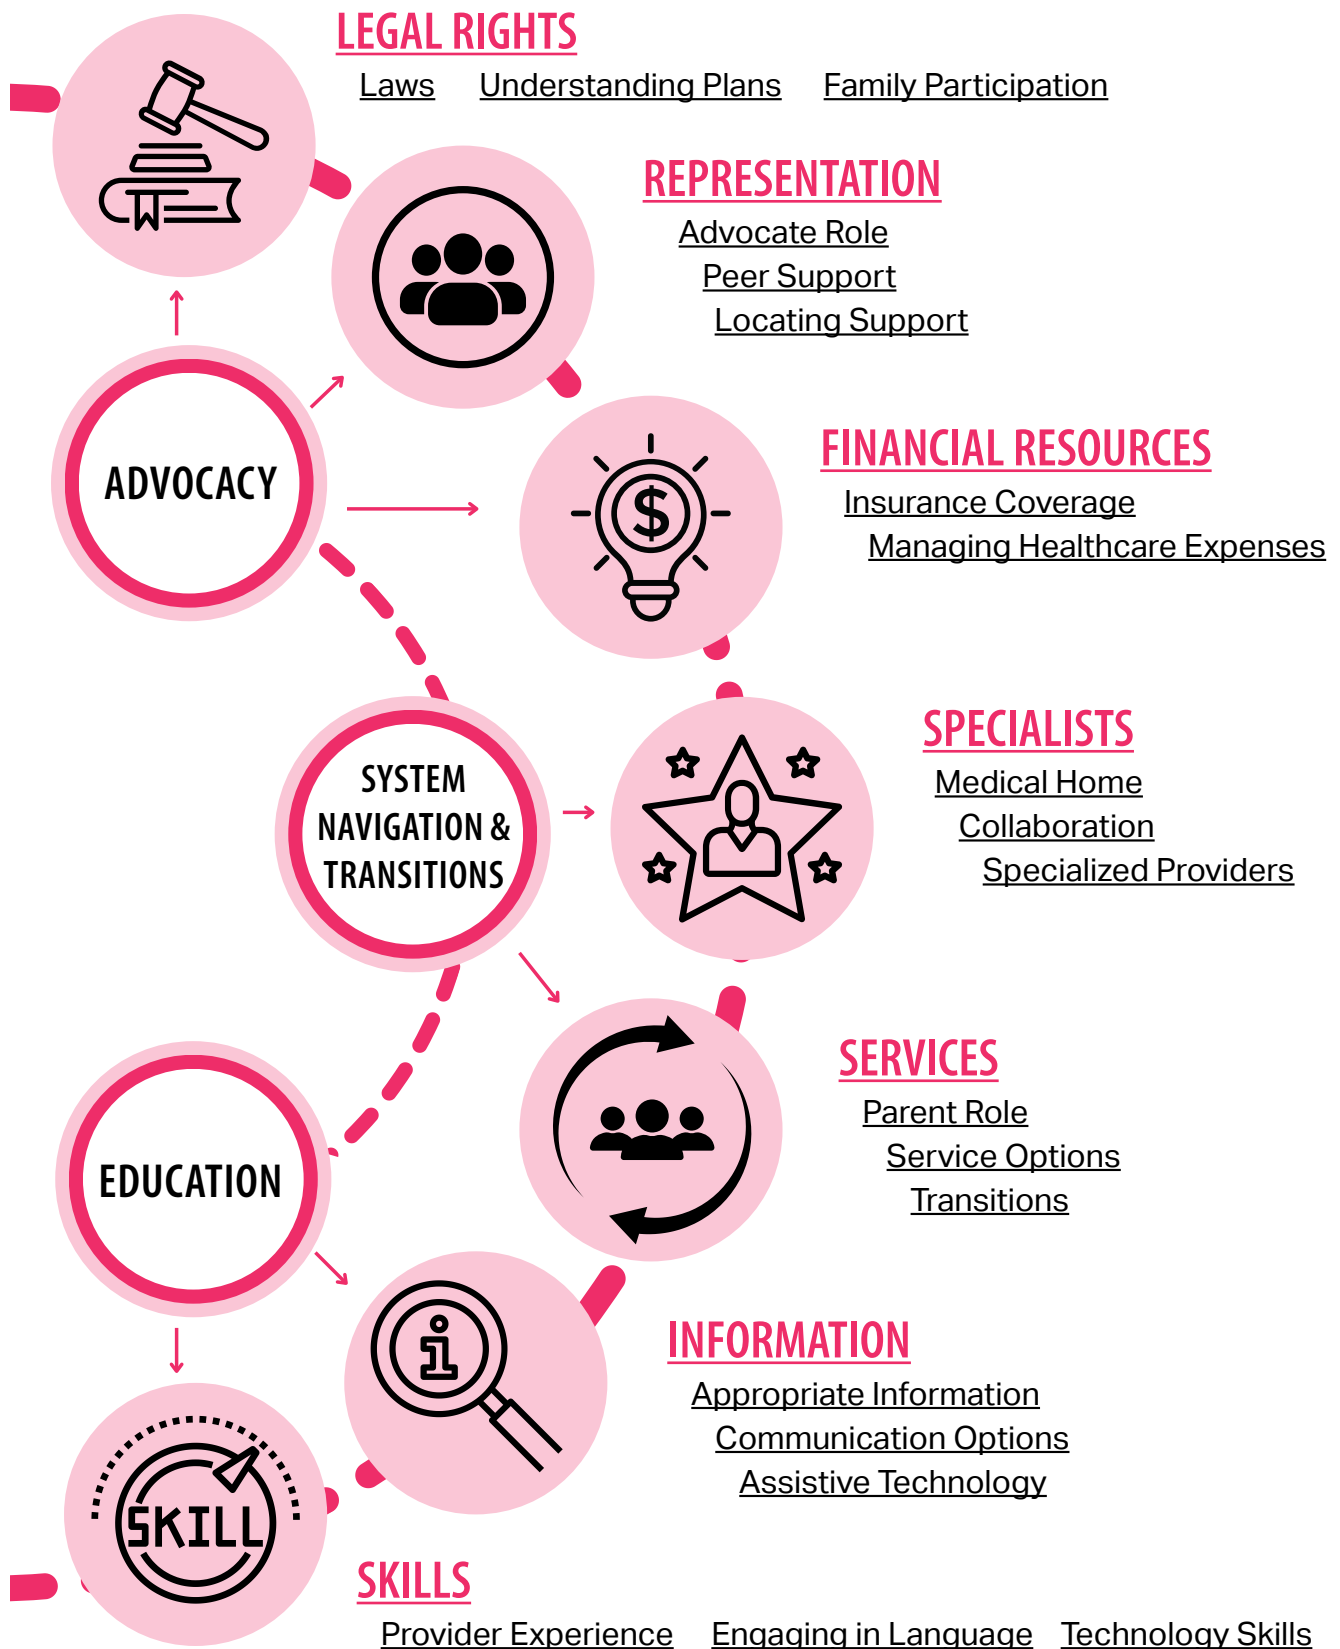 LEGAL RIGHTS
Laws Understanding Plans Family Participation
REPRESENTATION
Advocate Role
Peer Support
Locating Support
ADVOCACY
FINANCIAL RESOURCES
$
Insurance Coverage
Managing Healthcare Expenses
SYSTEM
NAVIGATION &
TRANSITIONS
SPECIALISTS
Medical Home
Collaboration
Specialized Providers
SERVICES
Parent Role
Service Options
Transitions
EDUCATION
i
INFORMATION
Appropriate Information
Communication Options
Assistive Technology
SKILL
SKILLS
Provider Experience Engaging in Language Technology Skills